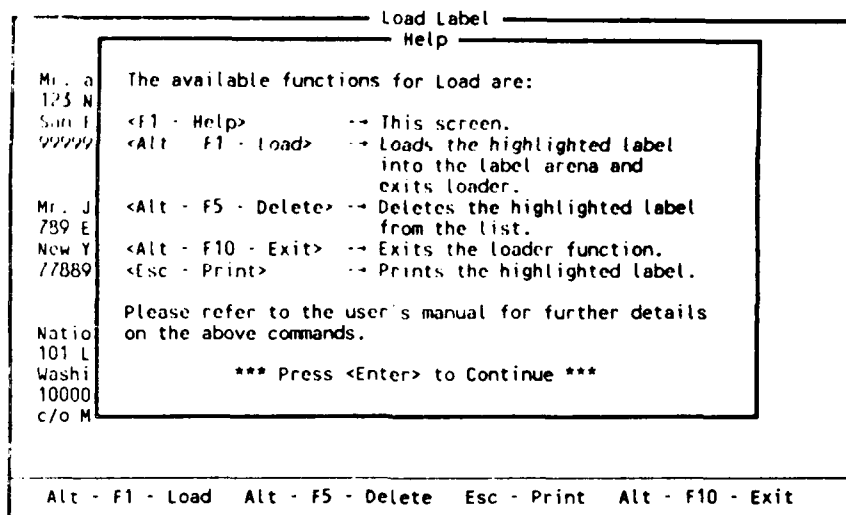 Load Label
Help
Mr. a
The available functions for Load are:
123 N
San F
<F1 - Help> --> This screen.
99999
<Alt F1 - Load> --> Loads the highlighted label
into the label arena and
exits loader.
Mr. J
<Alt - F5 - Delete> --> Deletes the highlighted label
789 E
from the list.
New Y
<Alt - F10 - Exit> --> Exits the loader function.
77889
<Esc - Print> --> Prints the highlighted label.
Please refer to the user's manual for further details
Natio
on the above commands.
101 L
Washi
*** Press <Enter> to Continue ***
10000
c/o M
Alt - F1 - Load Alt - F5 - Delete Esc - Print Alt - F10 - Exit